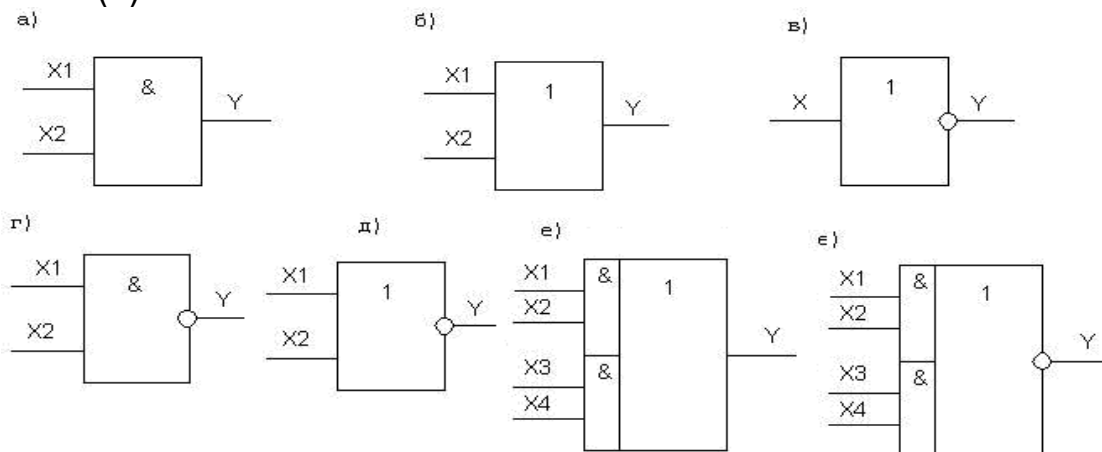 а) б) в)
X1 & Y X2
X1 1 Y X2
X 1 Y
г) д) е) є)
X1 & Y X2
X1 1 Y X2
X1 & 1 X2 Y X3 & X4
X1 & 1 X2 Y X3 & X4